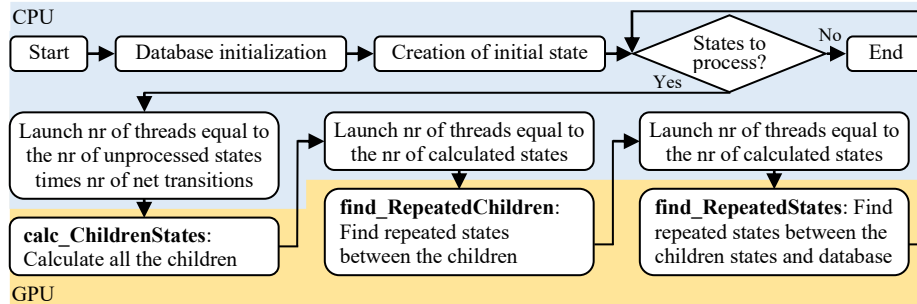 CPU
Start
Database initialization
Creation of initial state
States to
process?
No
End
Yes
Launch nr of threads equal to
the nr of unprocessed states
times nr of net transitions
Launch nr of threads equal to
the nr of calculated states
Launch nr of threads equal to
the nr of calculated states
calc_ChildrenStates:
Calculate all the children
find_RepeatedChildren:
Find repeated states
between the children
find_RepeatedStates: Find
repeated states between the
children states and database
GPU